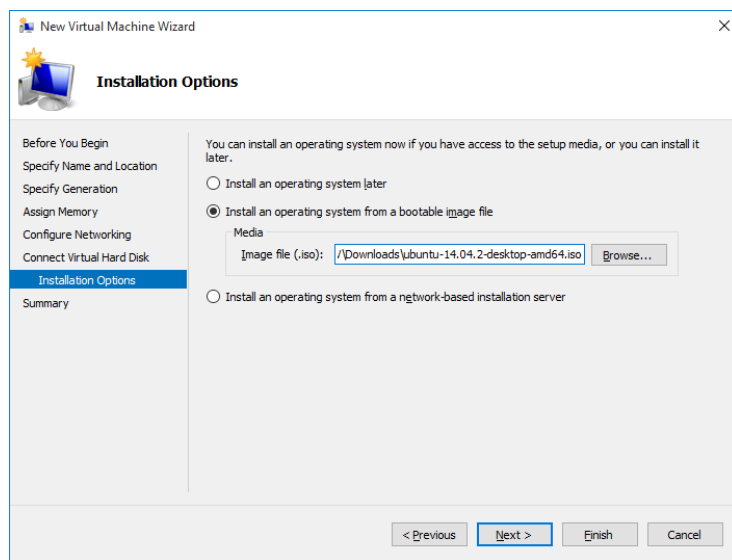 New Virtual Machine Wizard
Installation Options
Before You Begin
Specify Name and Location
Specify Generation
Assign Memory
Configure Networking
Connect Virtual Hard Disk
Installation Options
Summary
You can install an operating system now if you have access to the setup media, or you can install it
later.
Install an operating system later
Install an operating system from a bootable image file
Media
Image file (.iso): /\Downloads\ubuntu-14.04.2-desktop-amd64.iso Browse...
Install an operating system from a network-based installation server
< Previous Next > Finish Cancel